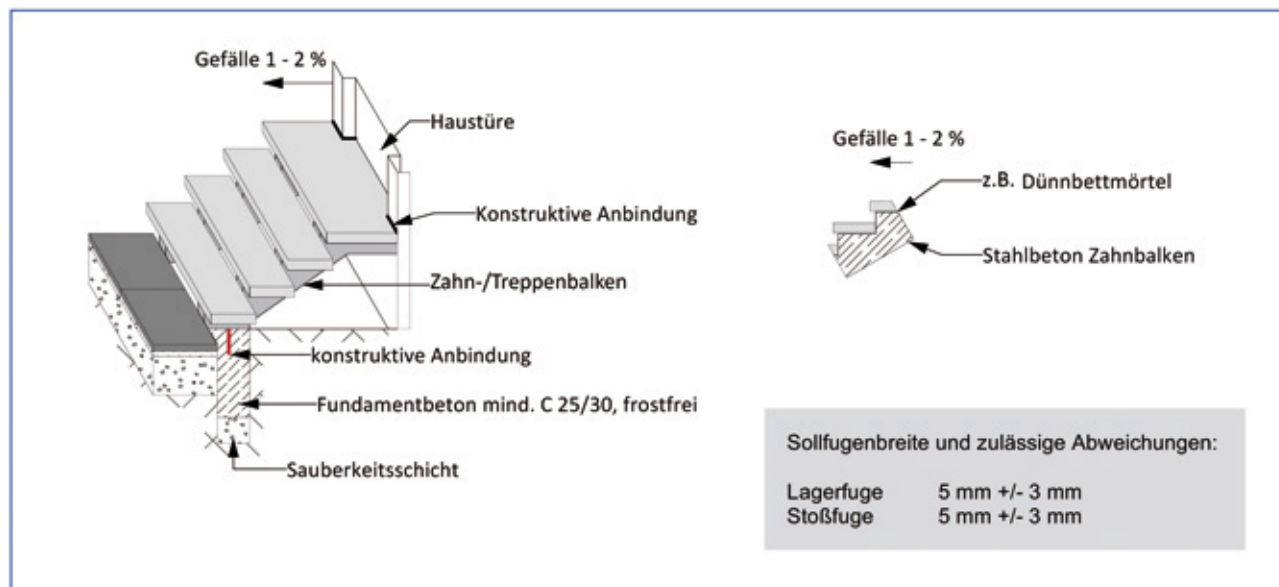 Gefälle 1 - 2 %
Haustüre
Konstruktive Anbindung
Zahn-/Treppenbalken
konstruktive Anbindung
Fundamentbeton mind. C 25/30, frostfrei
Sauberkeitsschicht
Gefälle 1 - 2 %
z.B. Dünnbettmörtel
Stahlbeton Zahnbalken
Sollfugenbreite und zulässige Abweichungen:
Lagerfuge 5 mm +/- 3 mm
Stoßfuge 5 mm +/- 3 mm